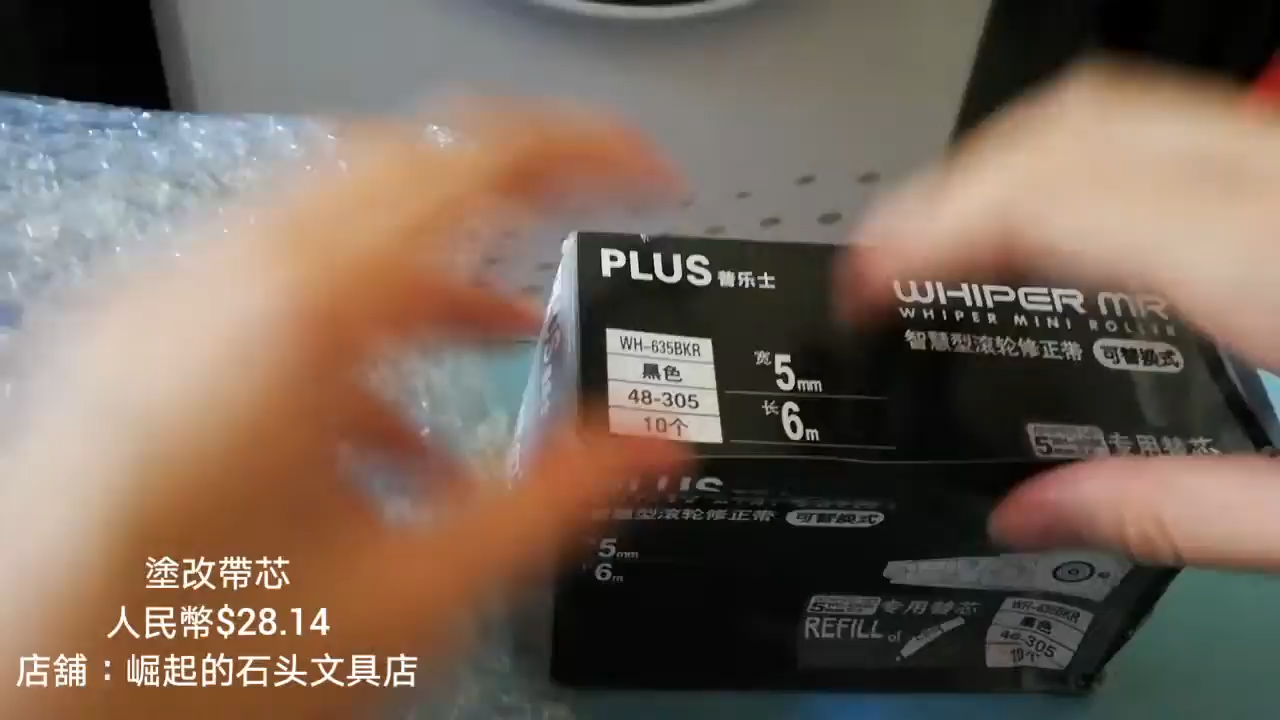 PLUS 普乐士
WHIPER MR
WHIPER MINI ROLLER
智慧型滚轮修正带 可替换式
WH-635BKR
黑色
48-305
10个
宽5mm
长6m
专用替芯
PLUS
智慧型滚轮修正带 可替换式
5mm
6m
专用替芯
REFILL of
WH-635BKR
黑色
48-305
10个
塗改帶芯
人民幣$28.14
店舖：崛起的石头文具店